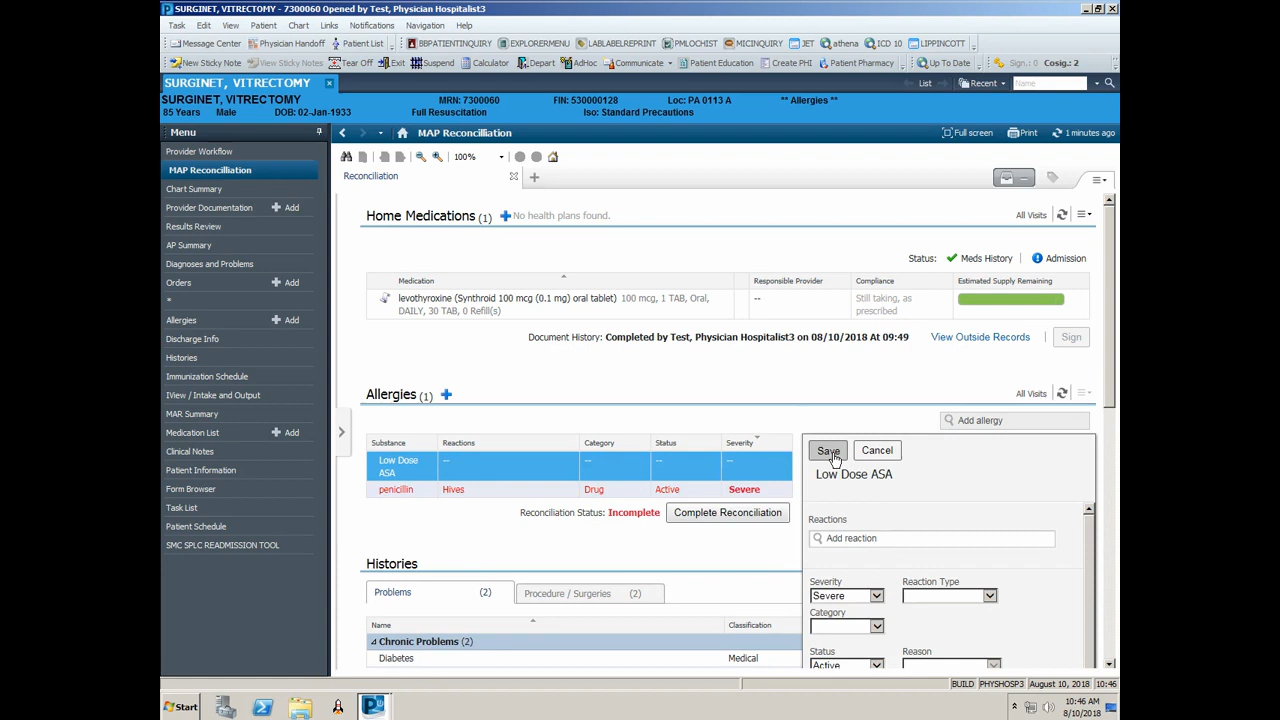 SURGINET, VITRECTOMY - 7300060 Opened by Test, Physician Hospitalist3
Task Edit View Patient Chart Links Notifications Navigation Help
Message Center Physician Handoff Patient List BBPATIENTINQUIRY EXPLORERMENU LABLABELREPRINT PMLOCHIST MICINQUIRY JET athena ICD 10 LIPPINCOTT
New Sticky Note View Sticky Notes Tear Off Exit Suspend Calculator Depart AdHoc Communicate Patient Education Create PHI Patient Pharmacy Up To Date Sign.: 0 Cosig.: 2
SURGINET, VITRECTOMY List Recent Name
SURGINET, VITRECTOMY MRN: 7300060 FIN: 530000128 Loc: PA 0113 A ** Allergies **
85 Years Male DOB: 02-Jan-1933 Full Resuscitation Iso: Standard Precautions
Menu MAP Reconcilliation Full screen Print 1 minutes ago
Provider Workflow
MAP Reconcilliation
Chart Summary
Provider Documentation Add
Results Review
AP Summary
Diagnoses and Problems
Orders Add
*
Allergies Add
Discharge Info
Histories
Immunization Schedule
IView / Intake and Output
MAR Summary
Medication List Add
Clinical Notes
Patient Information
Form Browser
Task List
Patient Schedule
SMC SPLC READMISSION TOOL
100%
Reconciliation
Home Medications (1) No health plans found. All Visits
Status: Meds History Admission
Medication Responsible Provider Compliance Estimated Supply Remaining
levothyroxine (Synthroid 100 mcg (0.1 mg) oral tablet) 100 mcg, 1 TAB, Oral, -- Still taking, as
DAILY, 30 TAB, 0 Refill(s) prescribed
Document History: Completed by Test, Physician Hospitalist3 on 08/10/2018 At 09:49 View Outside Records Sign
Allergies (1) All Visits
Add allergy
Substance Reactions Category Status Severity
Low Dose -- -- -- --
ASA
penicillin Hives Drug Active Severe
Reconciliation Status: Incomplete Complete Reconciliation
Save Cancel
Low Dose ASA
Reactions
Add reaction
Severity Reaction Type
Severe
Category
Status Reason
Active
Histories
Problems (2) Procedure / Surgeries (2)
Name Classification
Chronic Problems (2)
Diabetes Medical
BUILD PHYSHOSP3 August 10, 2018 10:46
Start 10:46 AM
8/10/2018